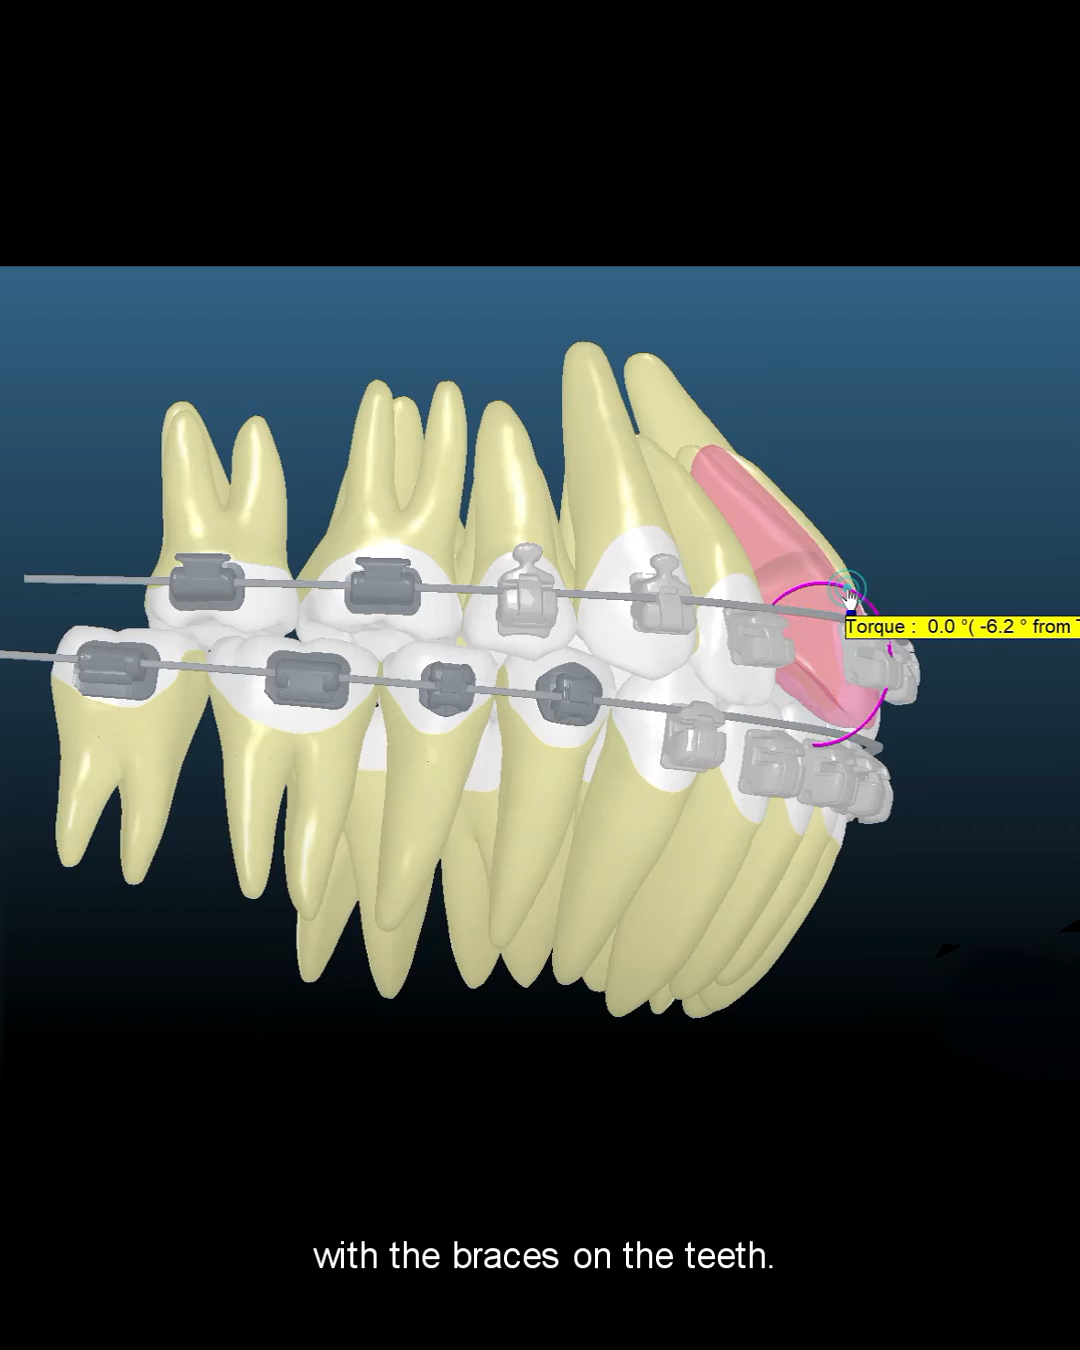 Torque : 0.0 °( -6.2 ° from
with the braces on the teeth.